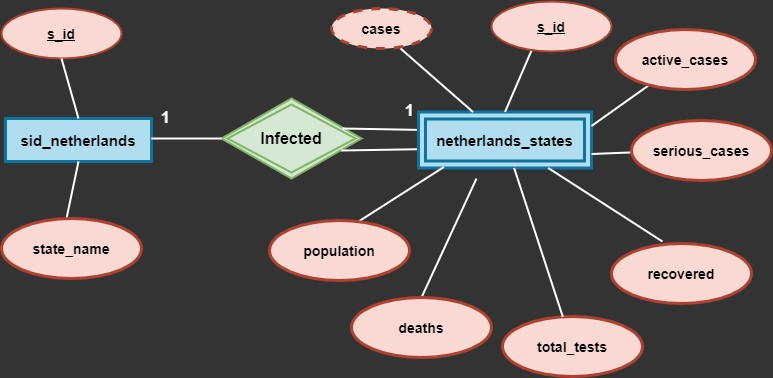 s_id
cases
s_id
active_cases
1
1
sid_netherlands
Infected
netherlands_states
serious_cases
state_name
population
recovered
deaths
total_tests